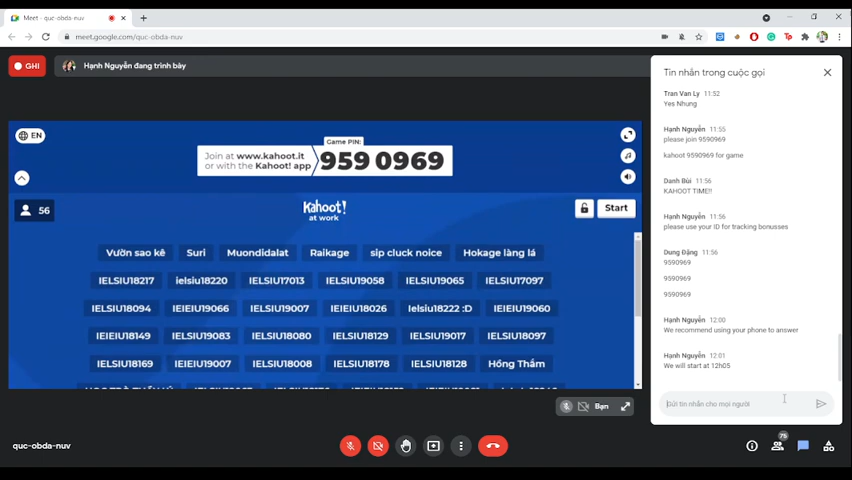 Meet - quc-obda-nuv
meet.google.com/quc-obda-nuv
GHI
Hạnh Nguyễn đang trình bày
EN
Join at www.kahoot.it
or with the Kahoot! app
Game PIN:
959 0969
56
Kahoot!
at work
Start
Vườn sao kê
Suri
Muondidalat
Raikage
sip cluck noice
Hokage làng lá
IELSIU18217
ielsiu18220
IELSIU17013
IELSIU19058
IELSIU19065
IELSIU17097
IELSIU18094
IEIEIU19066
IELSIU19007
IEIEIU18026
Ielsiu18222 :D
IEIEIU19060
IEIEIU18149
IELSIU19083
IELSIU18080
IELSIU18129
IELSIU19017
IELSIU18097
IELSIU18169
IEIEIU19007
IELSIU18008
IELSIU18178
IELSIU18128
Hồng Thắm
Bạn
quc-obda-nuv
Tin nhắn trong cuộc gọi
Tran Van Ly 11:52
Yes Nhung
Hạnh Nguyễn 11:55
please join 9590969
kahoot 9590969 for game
Danh Bùi 11:56
KAHOOT TIME!!
Hạnh Nguyễn 11:56
please use your ID for tracking bonusses
Dung Đặng 11:56
9590969
9590969
9590969
Hạnh Nguyễn 12:00
We recommend using your phone to answer
Hạnh Nguyễn 12:01
We will start at 12h05
Gửi tin nhắn cho mọi người
75